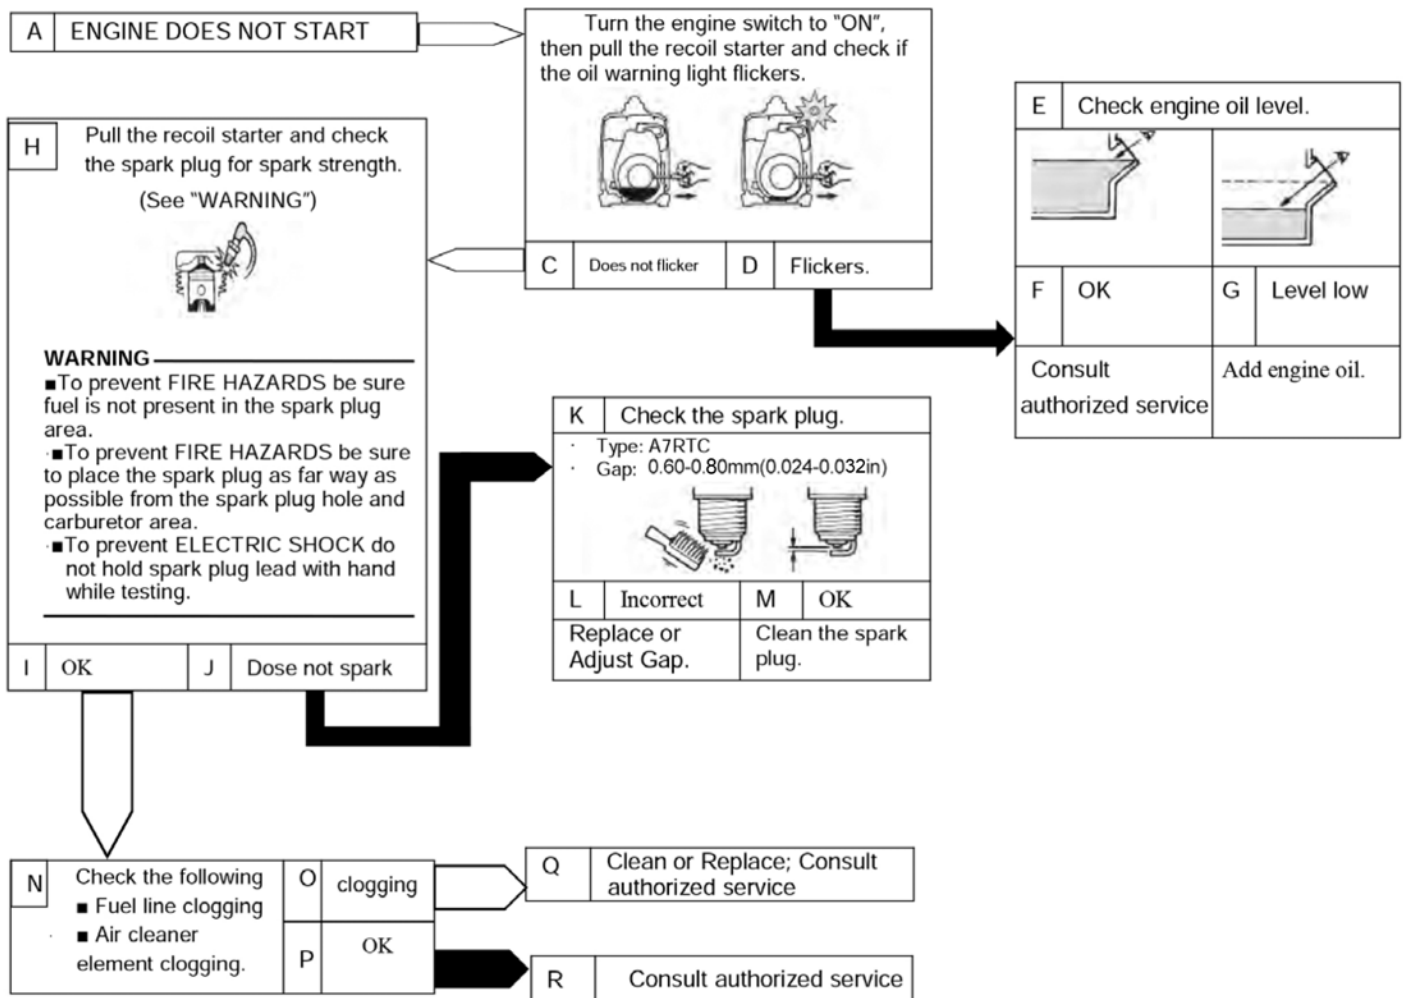 A ENGINE DOES NOT START
Turn the engine switch to "ON",
then pull the recoil starter and check if
the oil warning light flickers.
C Does not flicker D Flickers.
E Check engine oil level.
F OK G Level low
Consult
authorized service
Add engine oil.
H Pull the recoil starter and check
the spark plug for spark strength.
(See "WARNING")
WARNING
■To prevent FIRE HAZARDS be sure
fuel is not present in the spark plug
area.
·■To prevent FIRE HAZARDS be sure
to place the spark plug as far way as
possible from the spark plug hole and
carburetor area.
·■To prevent ELECTRIC SHOCK do
not hold spark plug lead with hand
while testing.
I OK J Dose not spark
K Check the spark plug.
· Type: A7RTC
· Gap: 0.60-0.80mm(0.024-0.032in)
L Incorrect M OK
Replace or
Adjust Gap.
Clean the spark
plug.
N Check the following
■ Fuel line clogging
· ■ Air cleaner
element clogging.
O clogging
P OK
Q Clean or Replace; Consult
authorized service
R Consult authorized service